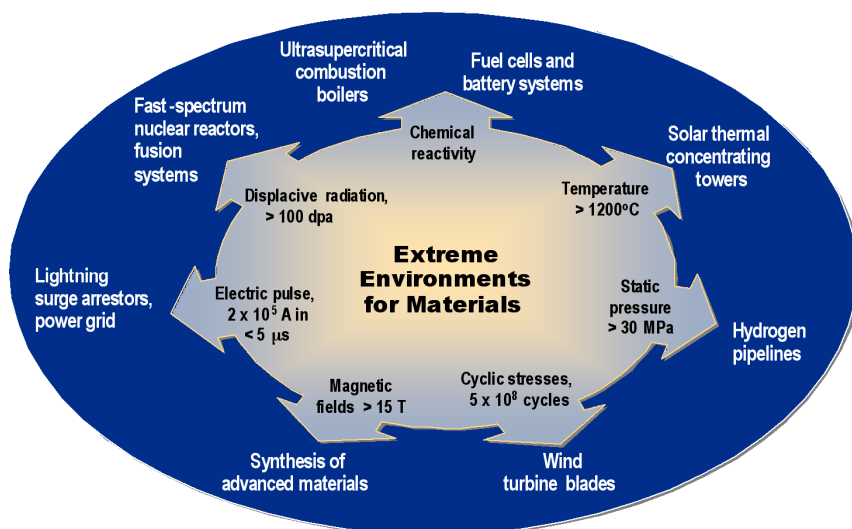 Ultrasupercritical
combustion
boilers
Fuel cells and
battery systems
Fast -spectrum
nuclear reactors,
fusion
systems
Chemical
reactivity
Solar thermal
concentrating
towers
Displacive radiation,
> 100 dpa
Temperature
> 1200°C
Extreme
Environments
for Materials
Lightning
surge arrestors,
power grid
Electric pulse,
2 x 10⁵ A in
< 5 μs
Static
pressure
> 30 MPa
Hydrogen
pipelines
Magnetic
fields > 15 T
Cyclic stresses,
5 x 10⁸ cycles
Synthesis of
advanced materials
Wind
turbine blades